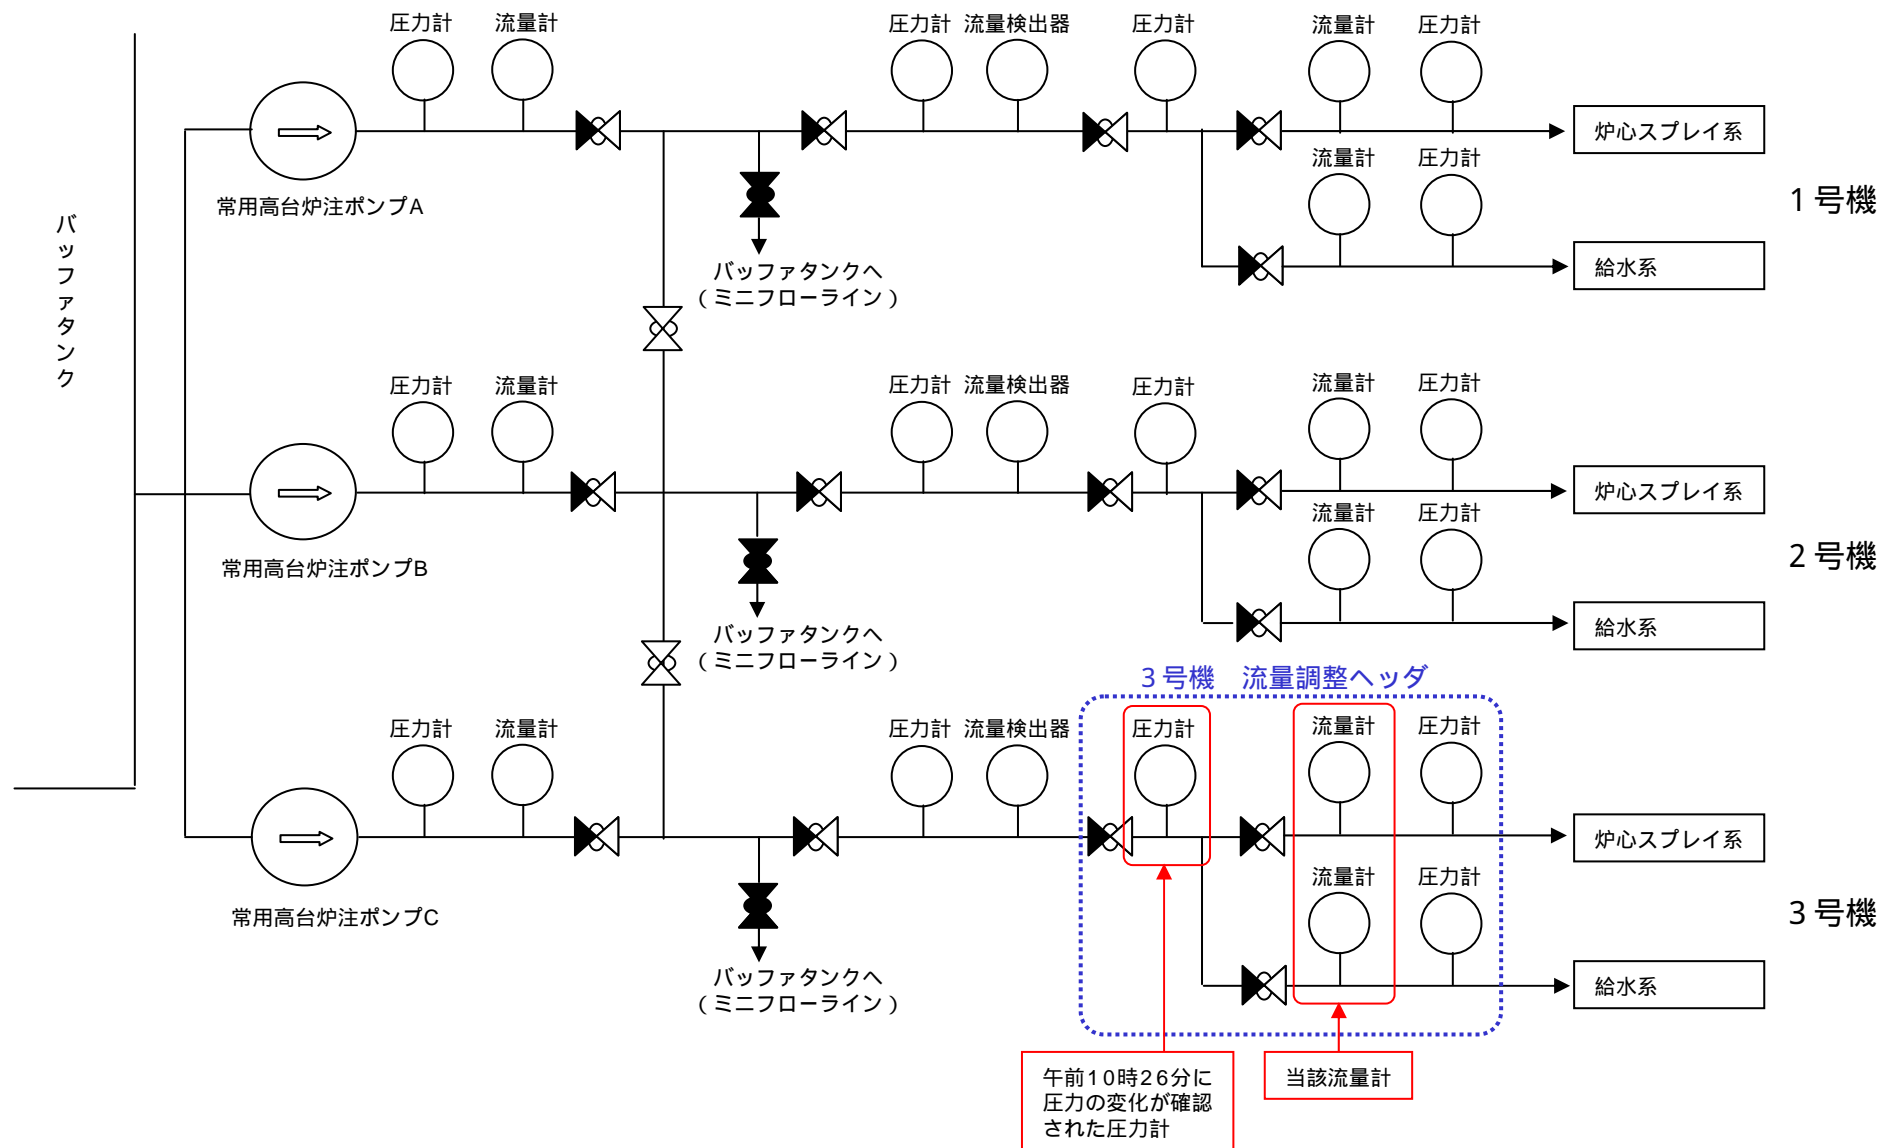 圧力計 流量計 圧力計 流量検出器 圧力計 流量計 圧力計
炉心スプレイ系
流量計 圧力計
1号機
常用高台炉注ポンプA
バッファタンク
バッファタンクへ
(ミニフローライン)
給水系
圧力計 流量計 圧力計 流量検出器 圧力計 流量計 圧力計
炉心スプレイ系
流量計 圧力計
2号機
常用高台炉注ポンプB
バッファタンクへ
(ミニフローライン)
給水系
3号機 流量調整ヘッダ
圧力計 流量計 圧力計 流量検出器 圧力計 流量計 圧力計
炉心スプレイ系
流量計 圧力計
3号機
常用高台炉注ポンプC
バッファタンクへ
(ミニフローライン)
給水系
午前10時26分に
圧力の変化が確認
された圧力計
当該流量計